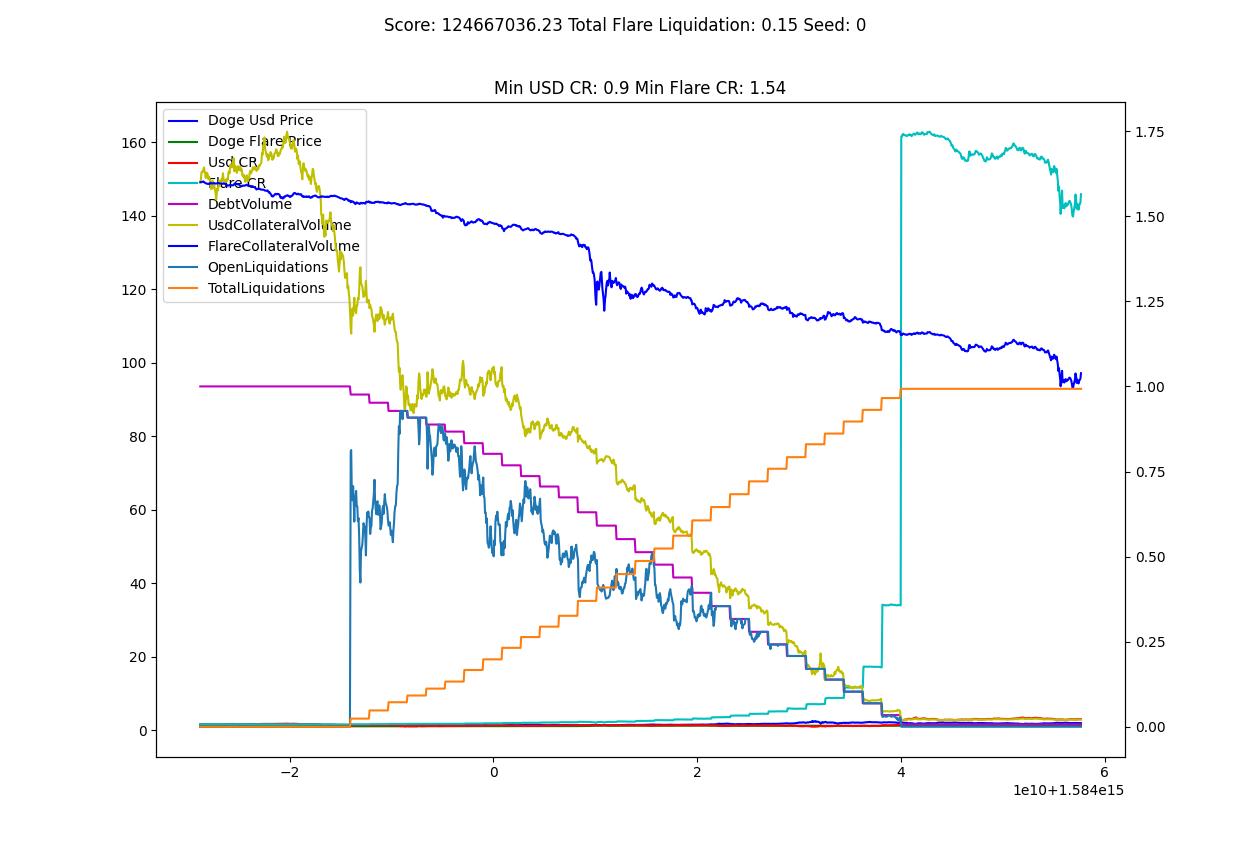 Score: 124667036.23 Total Flare Liquidation: 0.15 Seed: 0
Min USD CR: 0.9 Min Flare CR: 1.54
Doge Usd Price
Doge Flare Price
Usd CR
Flare CR
DebtVolume
UsdCollateralVolume
FlareCollateralVolume
OpenLiquidations
TotalLiquidations
160
140
120
100
80
60
40
20
0
1.75
1.50
1.25
1.00
0.75
0.50
0.25
0.00
−2
0
2
4
6
1e10+1.584e15